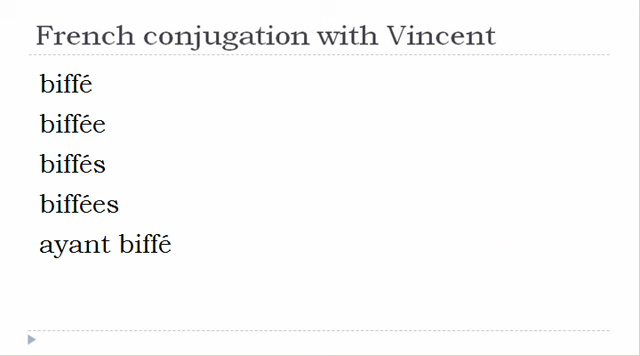 French conjugation with Vincent
biffé
biffée
biffés
biffées
ayant biffé